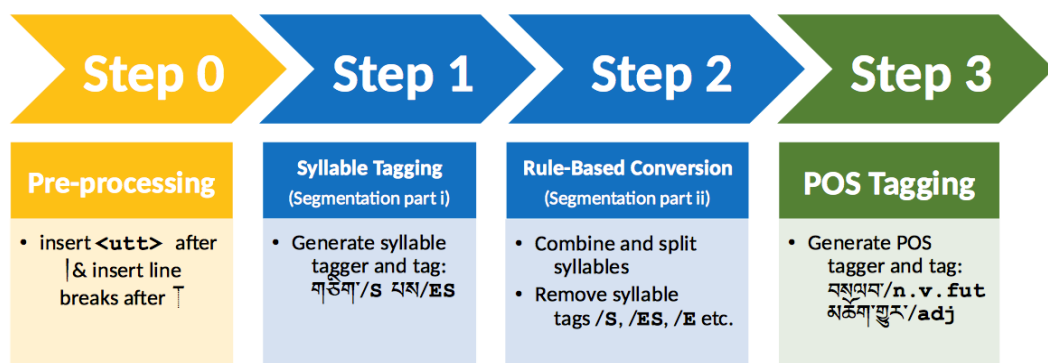 Step 0
Step 1
Step 2
Step 3
Pre-processing
• insert <utt> after
།& insert line
breaks after ་
Syllable Tagging
(Segmentation part i)
• Generate syllable
tagger and tag:
གཅིག་/S པས/ES
Rule-Based Conversion
(Segmentation part ii)
• Combine and split
syllables
• Remove syllable
tags /S, /ES, /E etc.
POS Tagging
• Generate POS
tagger and tag:
བསླབ་/n.v.fut
མཆོག་གྱུར་/adj